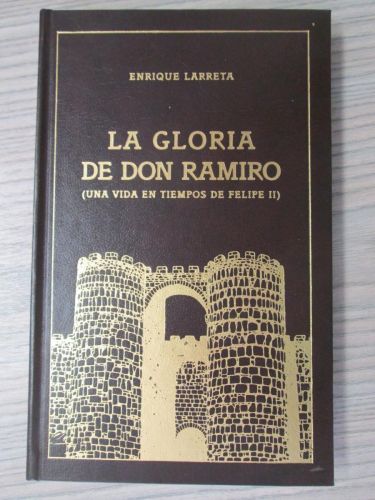 ENRIQUE LARRETA
LA GLORIA
DE DON RAMIRO
(UNA VIDA EN TIEMPOS DE FELIPE II)